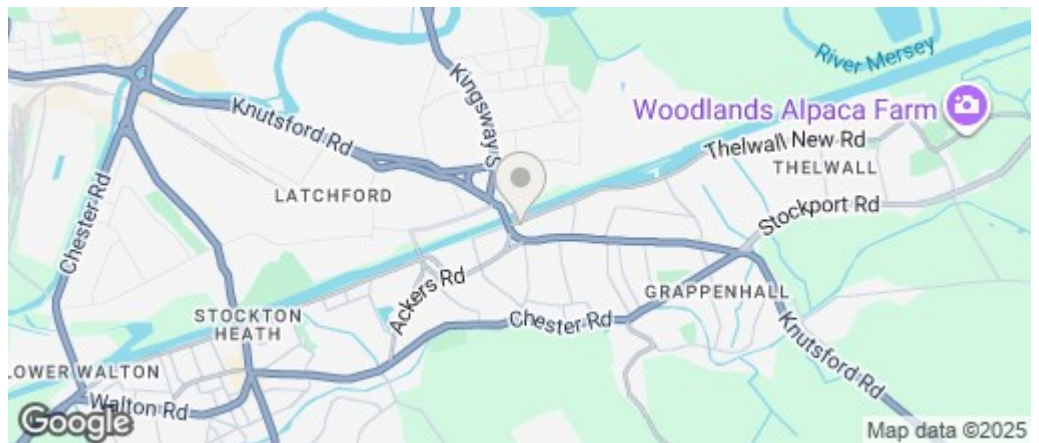 River Mersey
Kingsway S
Woodlands Alpaca Farm
Knutsford Rd
Thelwall New Rd
THELWALL
LATCHFORD
Stockport Rd
Chester Rd
Ackers Rd
GRAPPENHALL
STOCKTON
HEATH
Chester Rd
Knutsford Rd
LOWER WALTON
Walton Rd
Google
Map data ©2025